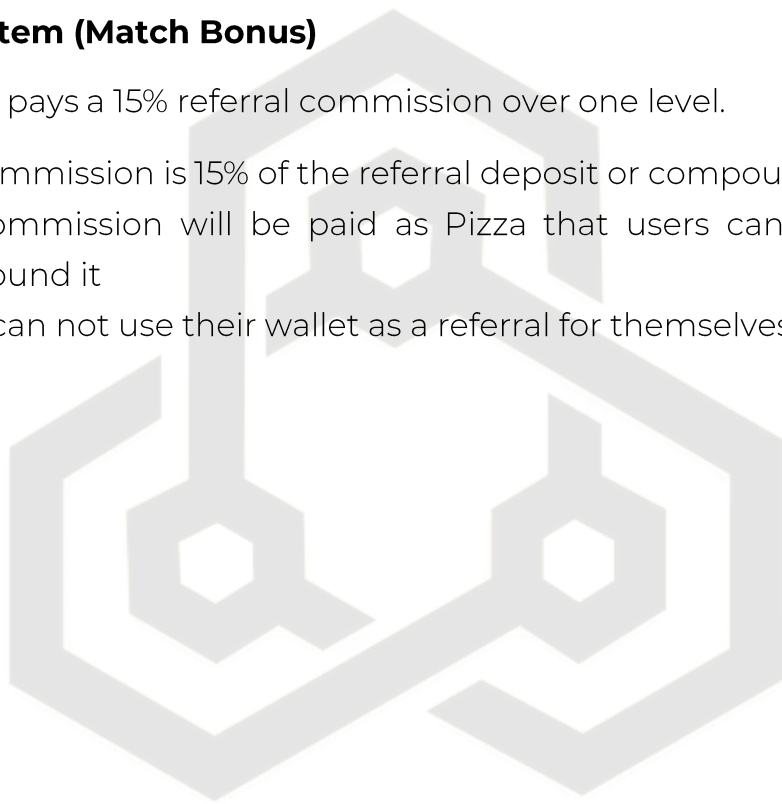 tem (Match Bonus)
pays a 15% referral commission over one level.
mmission is 15% of the referral deposit or compou
ommission will be paid as Pizza that users can
ound it
can not use their wallet as a referral for themselves